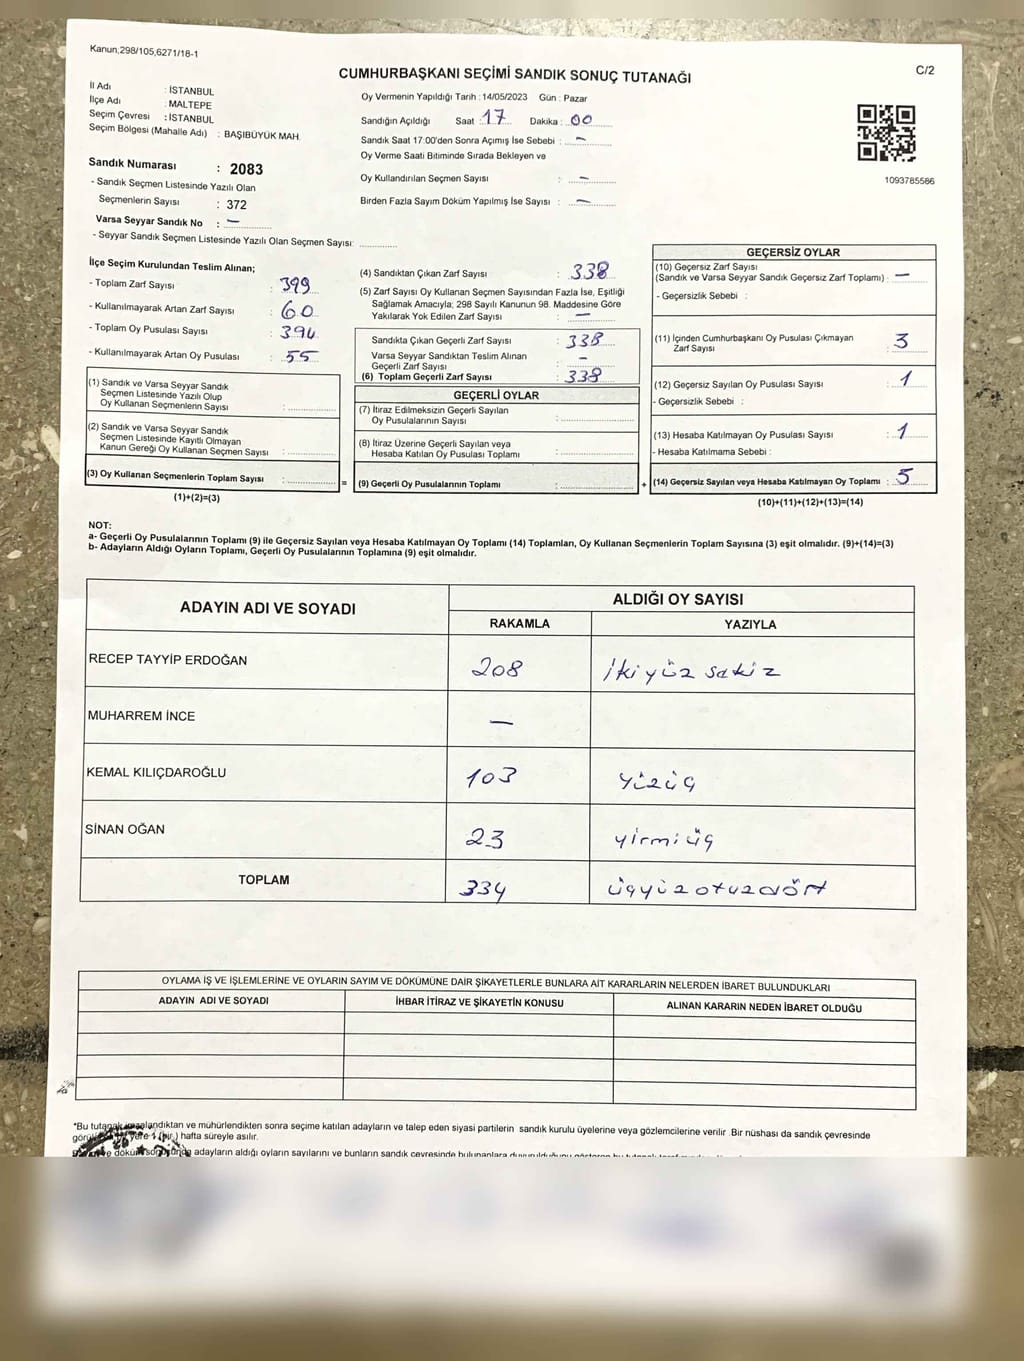 Kanun,298/105,6271/18-1
C/2
CUMHURBAŞKANI SEÇİMİ SANDIK SONUÇ TUTANAĞI
İl Adı : İSTANBUL
İlçe Adı : MALTEPE
Seçim Çevresi : İSTANBUL
Seçim Bölgesi (Mahalle Adı) : BAŞIBÜYÜK MAH.
Sandık Numarası : 2083
- Sandık Seçmen Listesinde Yazılı Olan
Seçmenlerin Sayısı : 372
Varsa Seyyar Sandık No : —
- Seyyar Sandık Seçmen Listesinde Yazılı Olan Seçmen Sayısı:
Oy Vermenin Yapıldığı Tarih : 14/05/2023 Gün : Pazar
Sandığın Açıldığı Saat : 17 Dakika : 00
Sandık Saat 17:00'den Sonra Açımış İse Sebebi : —
Oy Verme Saati Bitiminde Sırada Bekleyen ve
Oy Kullandırılan Seçmen Sayısı : —
Birden Fazla Sayım Döküm Yapılmış İse Sayısı : —
1093785586
İlçe Seçim Kurulundan Teslim Alınan;
- Toplam Zarf Sayısı : 399
- Kullanılmayarak Artan Zarf Sayısı : 60
- Toplam Oy Pusulası Sayısı : 394
- Kullanılmayarak Artan Oy Pusulası : 55
(1) Sandık ve Varsa Seyyar Sandık
Seçmen Listesinde Yazılı Olup
Oy Kullanan Seçmenlerin Sayısı :
(2) Sandık ve Varsa Seyyar Sandık
Seçmen Listesinde Kayıtlı Olmayan
Kanun Gereği Oy Kullanan Seçmen Sayısı :
(3) Oy Kullanan Seçmenlerin Toplam Sayısı :
(1)+(2)=(3)
(4) Sandıktan Çıkan Zarf Sayısı : 338
(5) Zarf Sayısı Oy Kullanan Seçmen Sayısından Fazla İse, Eşitliği
Sağlamak Amacıyla; 298 Sayılı Kanunun 98. Maddesine Göre
Yakılarak Yok Edilen Zarf Sayısı : —
Sandıkta Çıkan Geçerli Zarf Sayısı : 338
Varsa Seyyar Sandıktan Teslim Alınan
Geçerli Zarf Sayısı : —
(6) Toplam Geçerli Zarf Sayısı : 338
GEÇERLİ OYLAR
(7) İtiraz Edilmeksizin Geçerli Sayılan
Oy Pusulalarının Sayısı :
(8) İtiraz Üzerine Geçerli Sayılan veya
Hesaba Katılan Oy Pusulası Toplamı :
= (9) Geçerli Oy Pusulalarının Toplamı : +
GEÇERSİZ OYLAR
(10) Geçersiz Zarf Sayısı
(Sandık ve Varsa Seyyar Sandık Geçersiz Zarf Toplamı) : —
- Geçersizlik Sebebi :
(11) İçinden Cumhurbaşkanı Oy Pusulası Çıkmayan
Zarf Sayısı : 3
(12) Geçersiz Sayılan Oy Pusulası Sayısı : 1
- Geçersizlik Sebebi :
(13) Hesaba Katılmayan Oy Pusulası Sayısı : 1
- Hesaba Katılmama Sebebi :
(14) Geçersiz Sayılan veya Hesaba Katılmayan Oy Toplamı : 5
(10)+(11)+(12)+(13)=(14)
NOT:
a- Geçerli Oy Pusulalarının Toplamı (9) ile Geçersiz Sayılan veya Hesaba Katılmayan Oy Toplamı (14) Toplamları, Oy Kullanan Seçmenlerin Toplam Sayısına (3) eşit olmalıdır. (9)+(14)=(3)
b- Adayların Aldığı Oyların Toplamı, Geçerli Oy Pusulalarının Toplamına (9) eşit olmalıdır.
ADAYIN ADI VE SOYADI ALDIĞI OY SAYISI
RAKAMLA YAZIYLA
RECEP TAYYİP ERDOĞAN 208 ikiyüz sekiz
MUHARREM İNCE —
KEMAL KILIÇDAROĞLU 103 yüzüç
SİNAN OĞAN 23 yirmiüç
TOPLAM 334 üçyüzotuzdört
OYLAMA İŞ VE İŞLEMLERİNE VE OYLARIN SAYIM VE DÖKÜMÜNE DAİR ŞİKAYETLERLE BUNLARA AİT KARARLARIN NELERDEN İBARET BULUNDUKLARI
ADAYIN ADI VE SOYADI İHBAR İTİRAZ VE ŞİKAYETİN KONUSU ALINAN KARARIN NEDEN İBARET OLDUĞU
*Bu tutanak imzalandıktan ve mühürlendikten sonra seçime katılan adayların ve talep eden siyasi partilerin sandık kurulu üyelerine veya gözlemcilerine verilir .Bir nüshası da sandık çevresinde
yere 1 (bir) hafta süreyle asılır.
ve döküm sonucunda adayların aldığı oyların sayılarını ve bunların sandık çevresinde bulunanlara